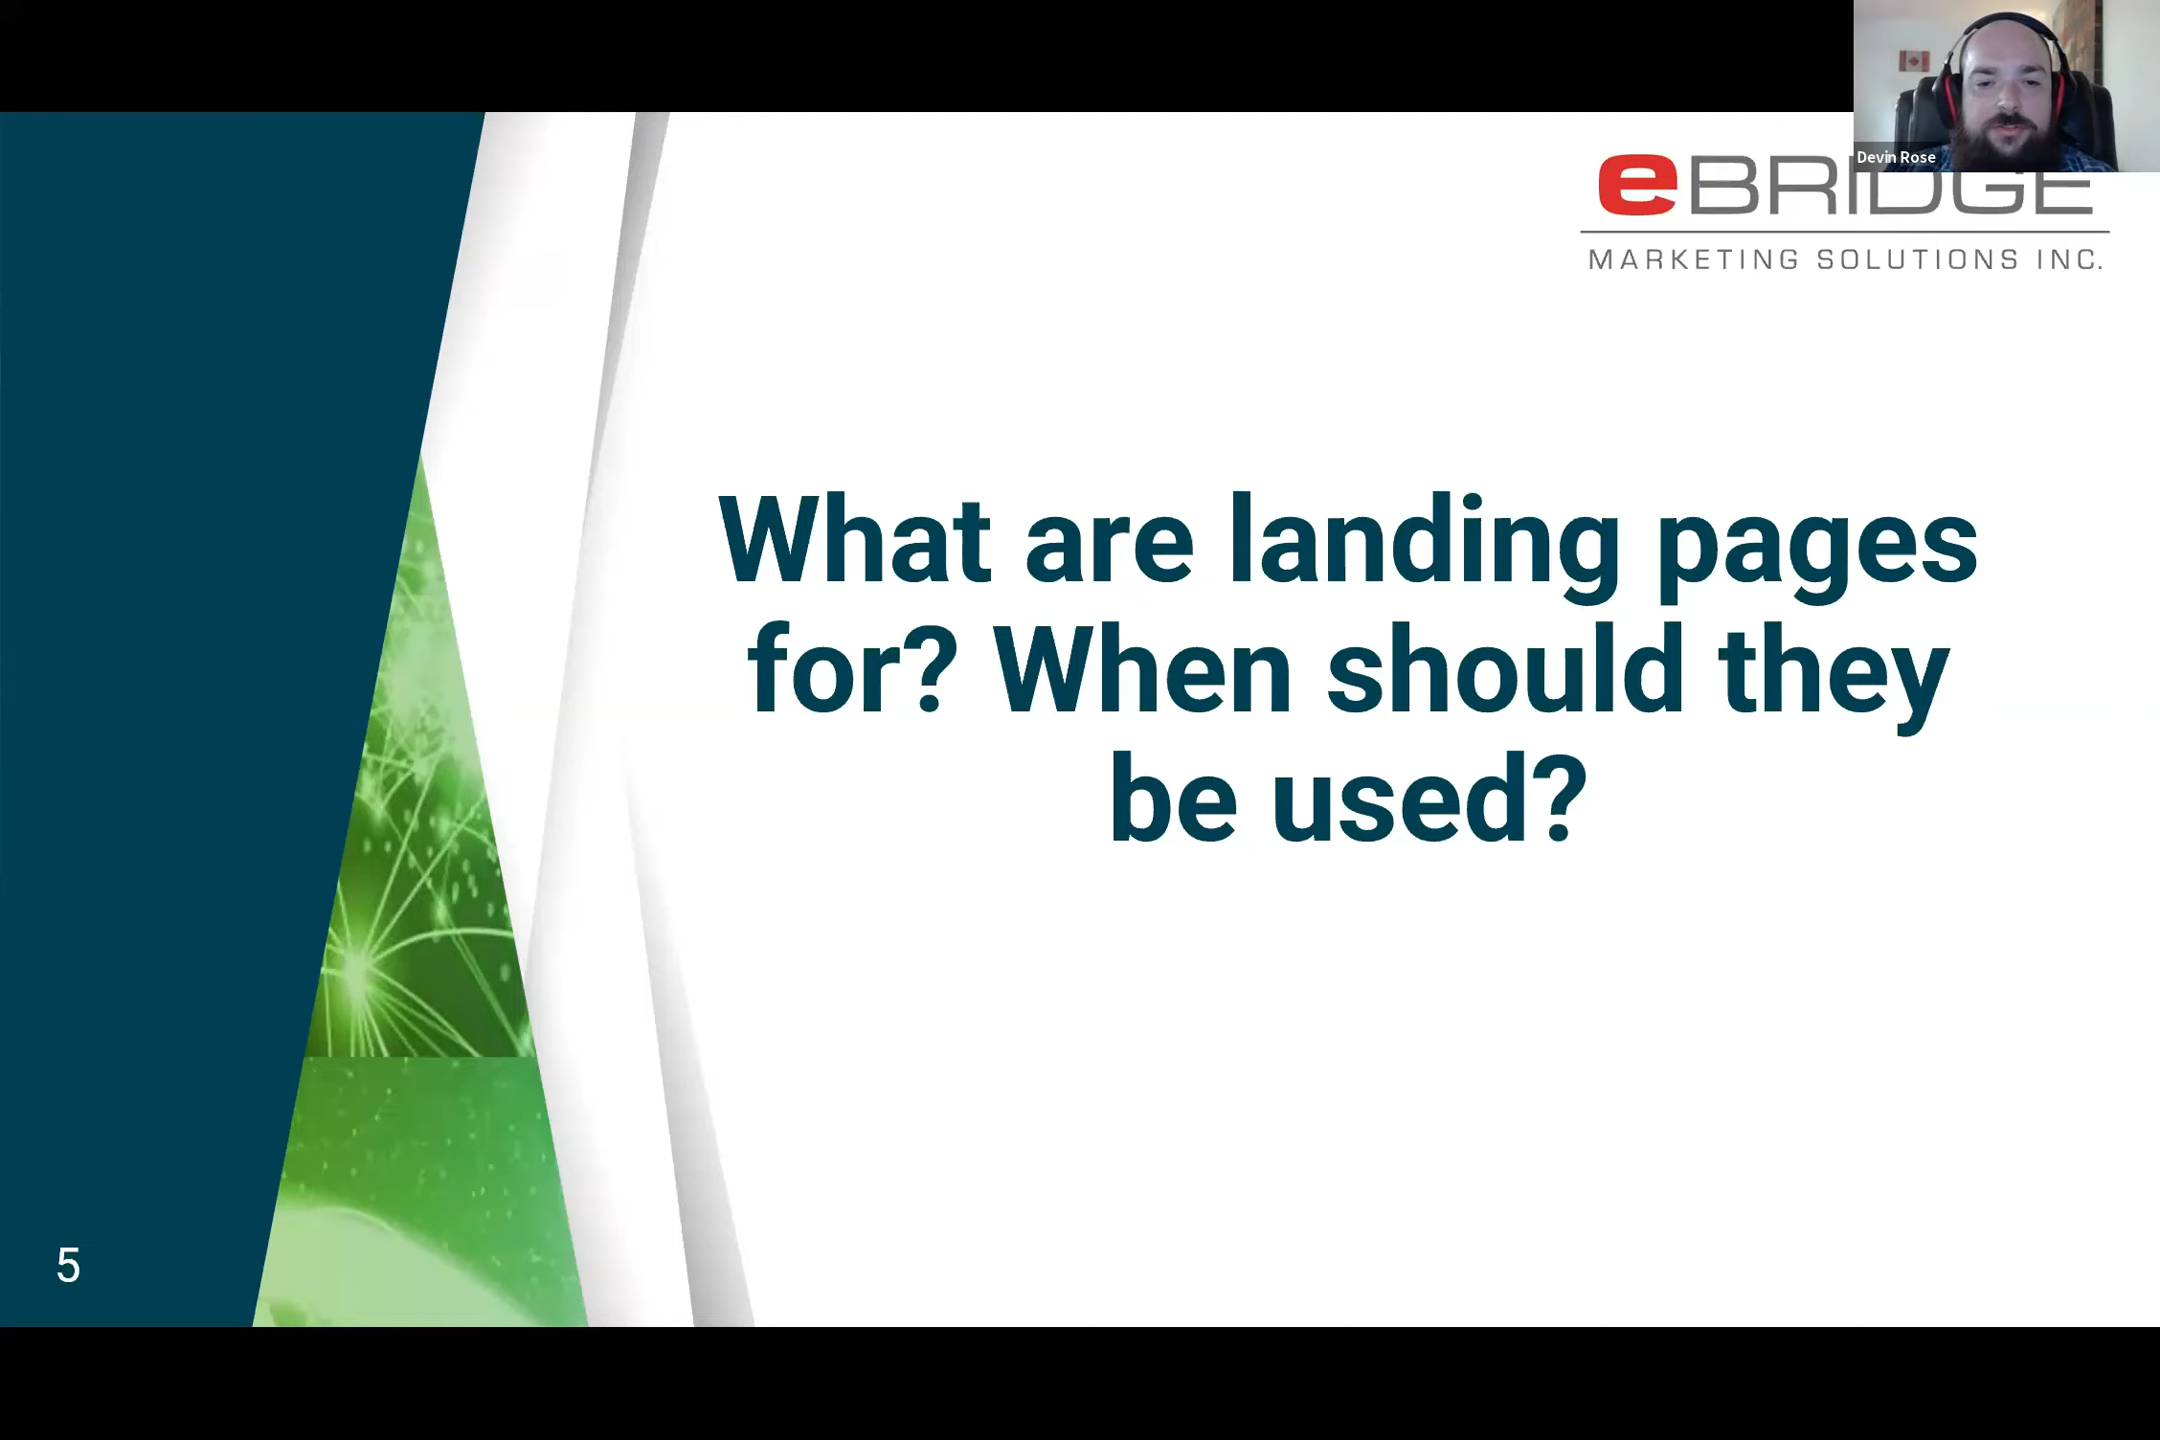 Devin Rose
eBRIDGE
MARKETING SOLUTIONS INC.
What are landing pages
for? When should they
be used?
5